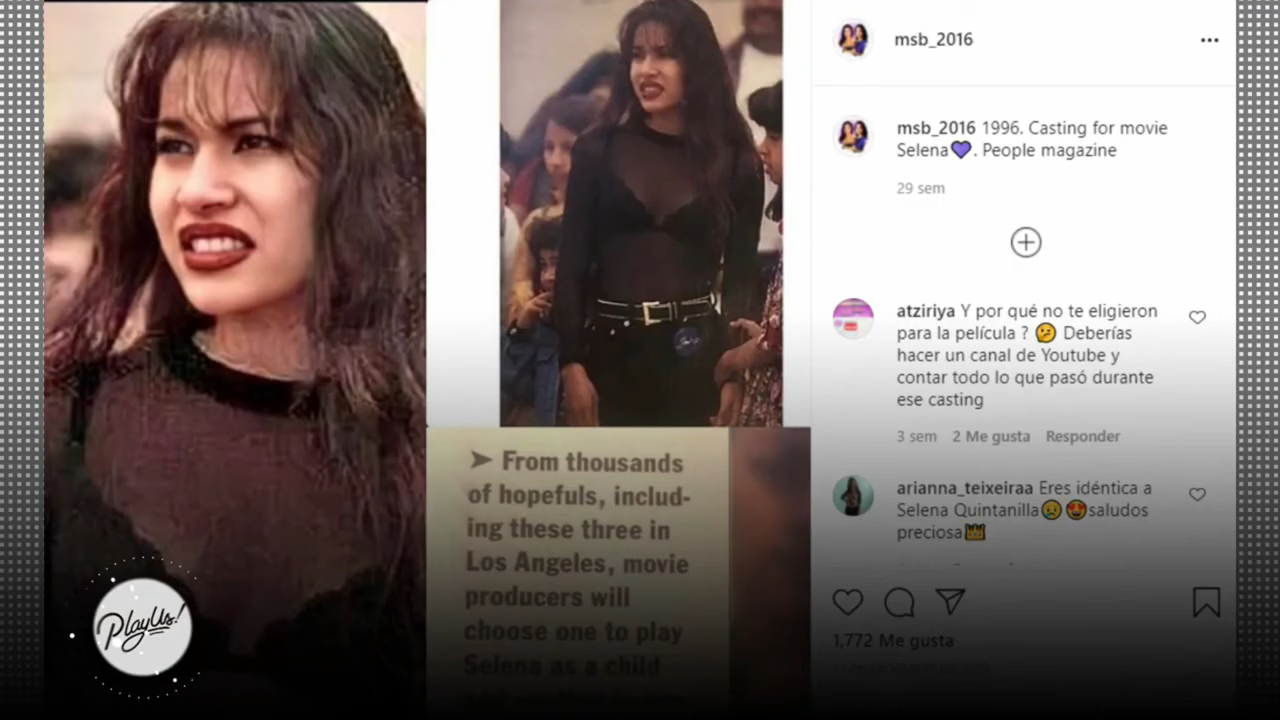 msb_2016
msb_2016 1996. Casting for movie
Selena💜. People magazine
29 sem
atziriya Y por qué no te eligieron
para la película ? 🤔 Deberías
hacer un canal de Youtube y
contar todo lo que pasó durante
ese casting
3 sem 2 Me gusta Responder
arianna_teixeiraa Eres idéntica a
Selena Quintanilla😢😍saludos
preciosa👑
1,772 Me gusta
➤ From thousands
of hopefuls, includ-
ing these three in
Los Angeles, movie
producers will
choose one to play
Selena as a child
PlayUs!